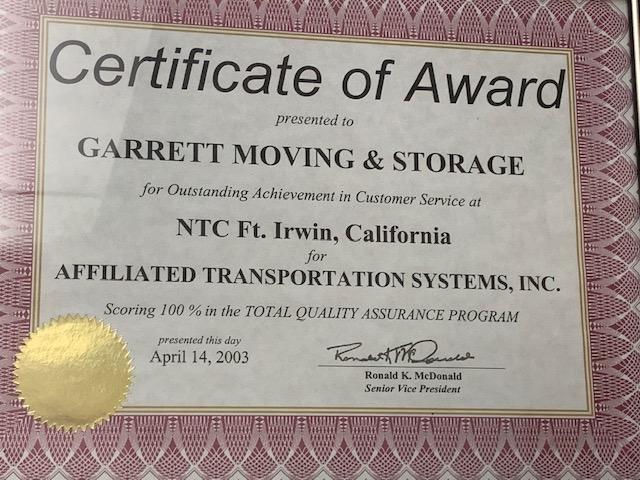 Certificate of Award
presented to
GARRETT MOVING & STORAGE
for Outstanding Achievement in Customer Service at
NTC Ft. Irwin, California
for
AFFILIATED TRANSPORTATION SYSTEMS, INC.
Scoring 100 % in the TOTAL QUALITY ASSURANCE PROGRAM
presented this day
April 14, 2003
Ronald K. McDonald
Ronald K. McDonald
Senior Vice President